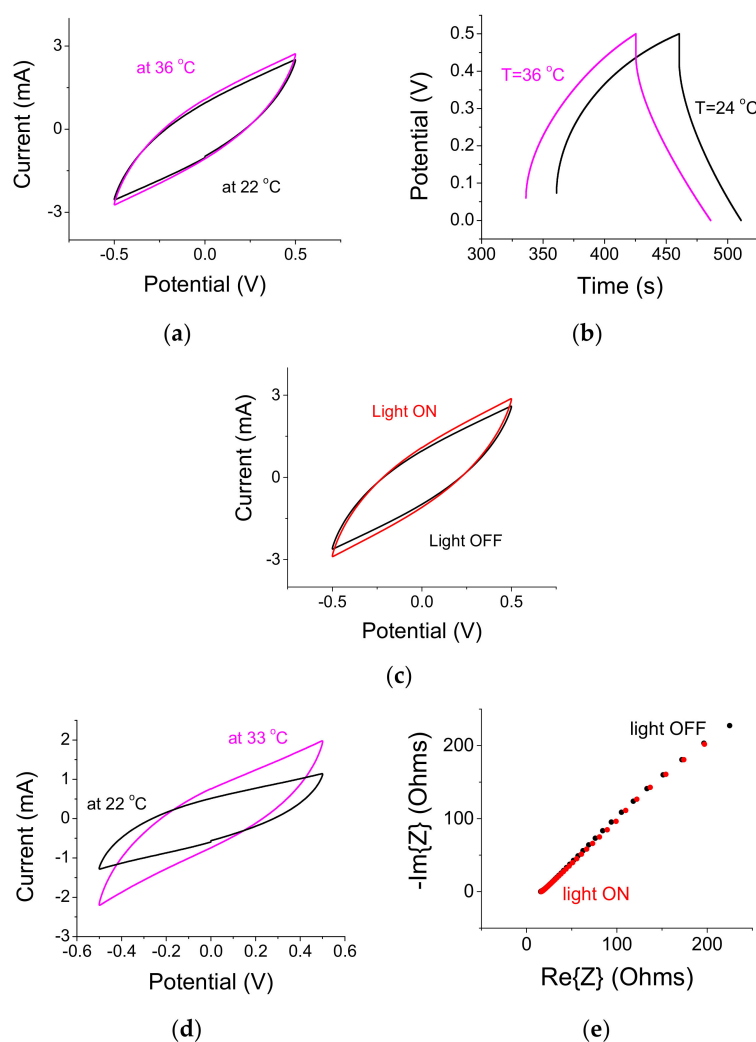 3
0
-3
Current (mA)
at 36 °C
at 22 °C
-0.5
0.0
0.5
Potential (V)
(a)
0.5
0.4
0.3
0.2
0.1
0.0
Potential (V)
T=36 °C
T=24 °C
300
350
400
450
500
Time (s)
(b)
3
0
-3
Current (mA)
Light ON
Light OFF
-0.5
0.0
0.5
Potential (V)
(c)
2
1
0
-1
-2
-3
Current (mA)
at 33 °C
at 22 °C
-0.6
-0.4
-0.2
0.0
0.2
0.4
0.6
Potential (V)
(d)
200
100
0
-Im{Z} (Ohms)
light OFF
light ON
0
100
200
Re{Z} (Ohms)
(e)